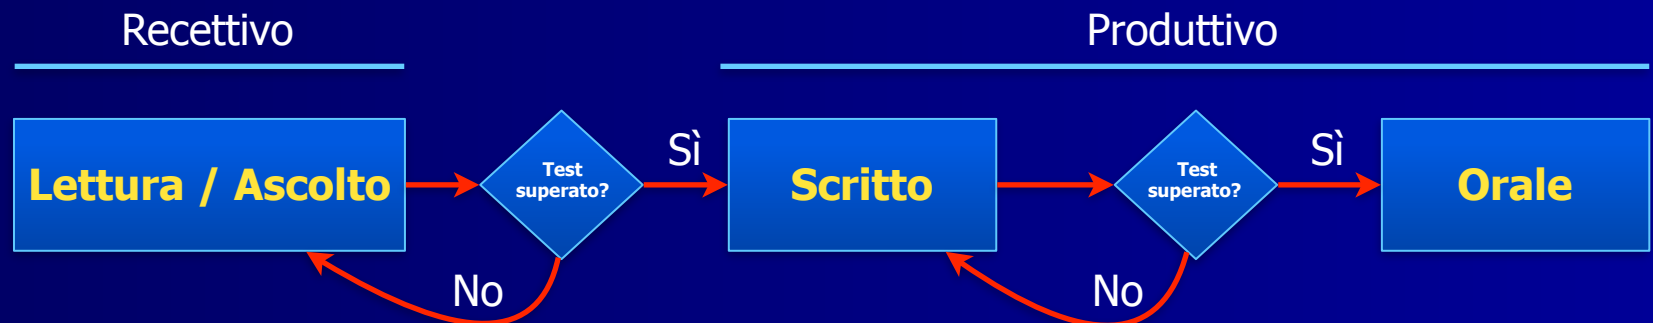 Recettivo
Produttivo
Lettura / Ascolto
Test
superato?
Sì
Scritto
Test
superato?
Sì
Orale
No
No